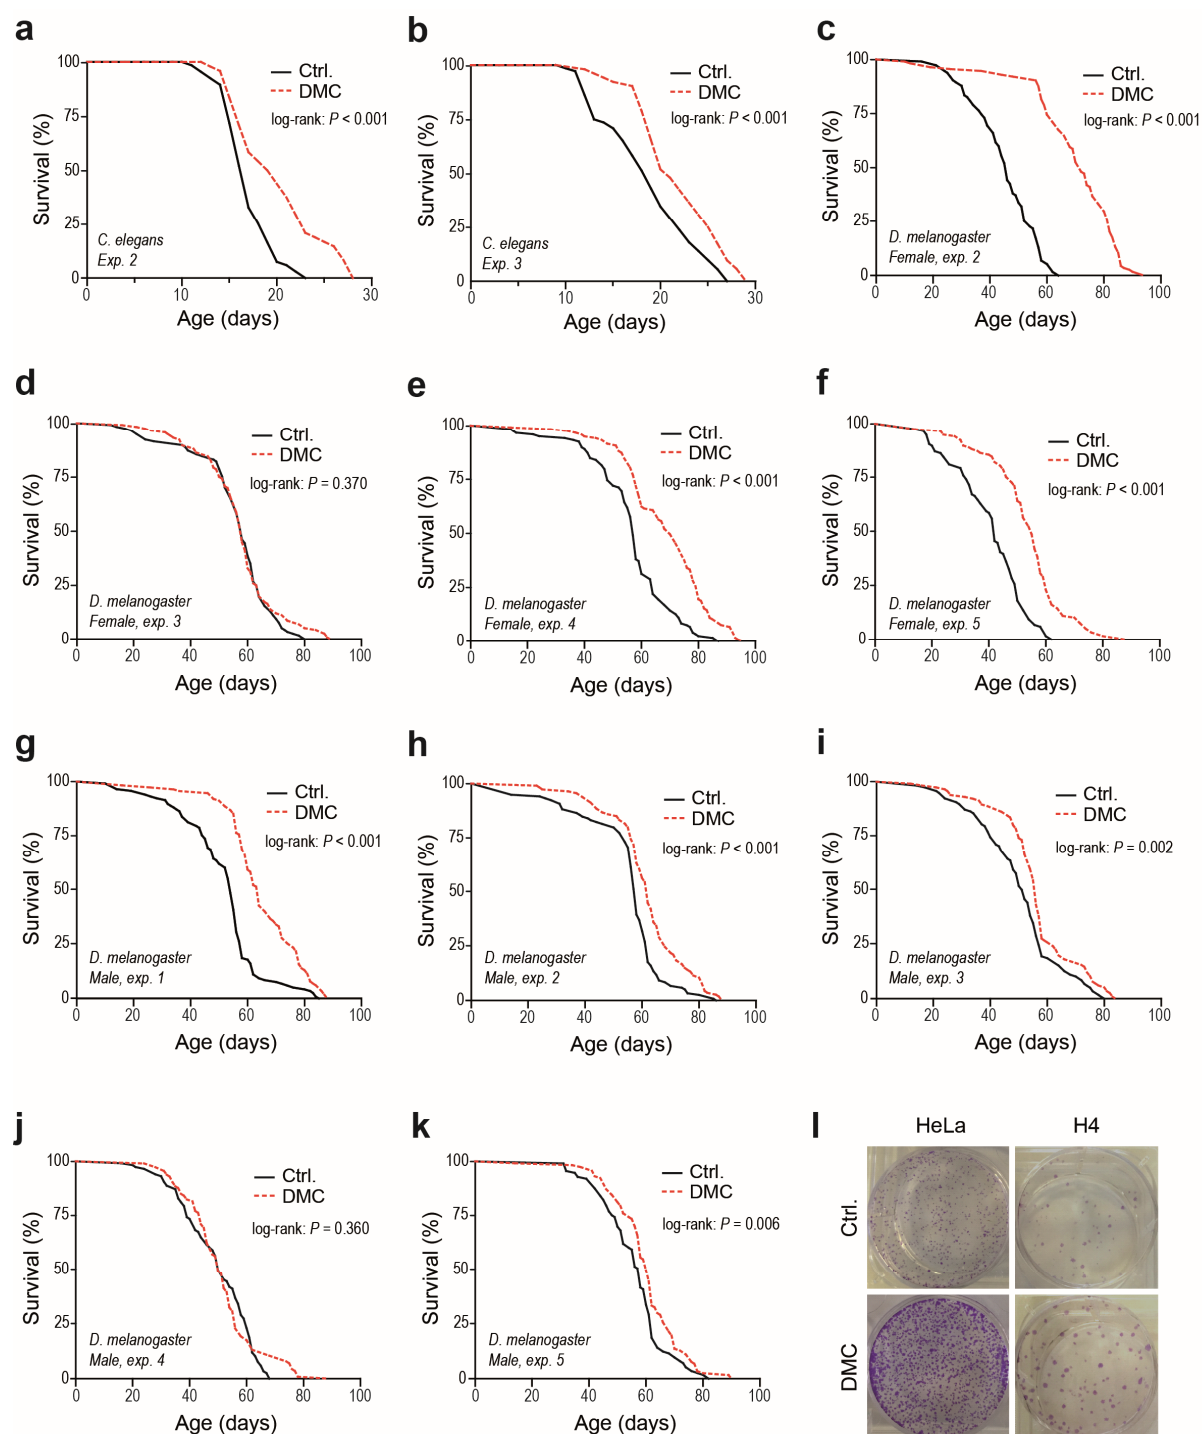 a
100
75
50
25
0
Survival (%)
0 10 20 30
Age (days)
Ctrl.
DMC
log-rank: P < 0.001
C. elegans
Exp. 2
b
100
75
50
25
0
Survival (%)
0 10 20 30
Age (days)
Ctrl.
DMC
log-rank: P < 0.001
C. elegans
Exp. 3
c
100
75
50
25
0
Survival (%)
0 20 40 60 80 100
Age (days)
Ctrl.
DMC
log-rank: P < 0.001
D. melanogaster
Female, exp. 2
d
100
75
50
25
0
Survival (%)
0 20 40 60 80 100
Age (days)
Ctrl.
DMC
log-rank: P = 0.370
D. melanogaster
Female, exp. 3
e
100
75
50
25
0
Survival (%)
0 20 40 60 80 100
Age (days)
Ctrl.
DMC
log-rank: P < 0.001
D. melanogaster
Female, exp. 4
f
100
75
50
25
0
Survival (%)
0 20 40 60 80 100
Age (days)
Ctrl.
DMC
log-rank: P < 0.001
D. melanogaster
Female, exp. 5
g
100
75
50
25
0
Survival (%)
0 20 40 60 80 100
Age (days)
Ctrl.
DMC
log-rank: P < 0.001
D. melanogaster
Male, exp. 1
h
100
75
50
25
0
Survival (%)
0 20 40 60 80 100
Age (days)
Ctrl.
DMC
log-rank: P < 0.001
D. melanogaster
Male, exp. 2
i
100
75
50
25
0
Survival (%)
0 20 40 60 80 100
Age (days)
Ctrl.
DMC
log-rank: P = 0.002
D. melanogaster
Male, exp. 3
j
100
75
50
25
0
Survival (%)
0 20 40 60 80 100
Age (days)
Ctrl.
DMC
log-rank: P = 0.360
D. melanogaster
Male, exp. 4
k
100
75
50
25
0
Survival (%)
0 20 40 60 80 100
Age (days)
Ctrl.
DMC
log-rank: P = 0.006
D. melanogaster
Male, exp. 5
l
HeLa H4
Ctrl.
DMC